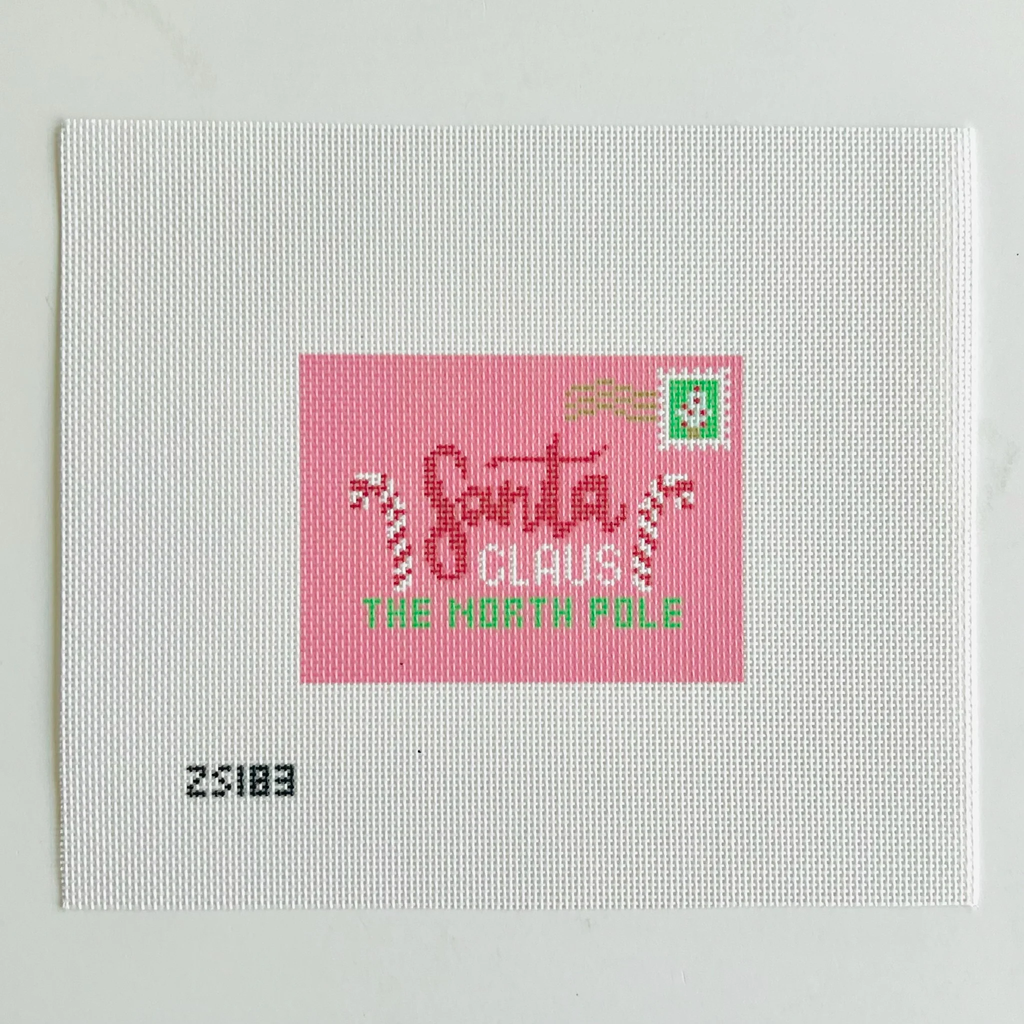 Santa
CLAUS
THE NORTH POLE
ZS183